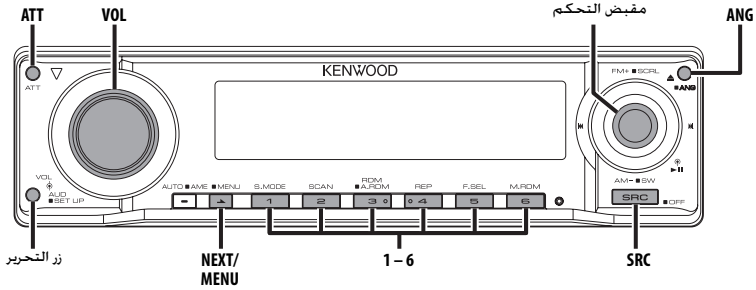 ATT VOL مقبض التحكم ANG
KENWOOD
FM+ ■SCRL
ATT
■ANG
VOL
AUD
■SET UP
AUTO ■AME ■MENU S.MODE SCAN RDM ■A.RDM REP F.SEL M.RDM
AM– ■SW
1 2 3 4 5 6
SRC ■OFF
زر التحرير
NEXT/
MENU
1 – 6
SRC